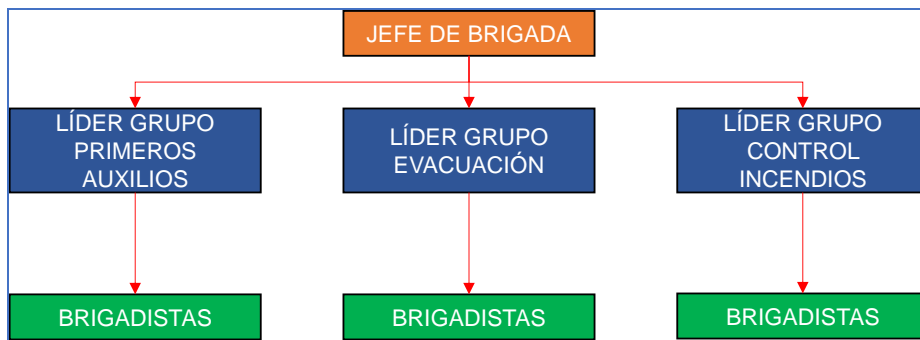 JEFE DE BRIGADA
LÍDER GRUPO
PRIMEROS
AUXILIOS
LÍDER GRUPO
EVACUACIÓN
LÍDER GRUPO
CONTROL
INCENDIOS
BRIGADISTAS
BRIGADISTAS
BRIGADISTAS